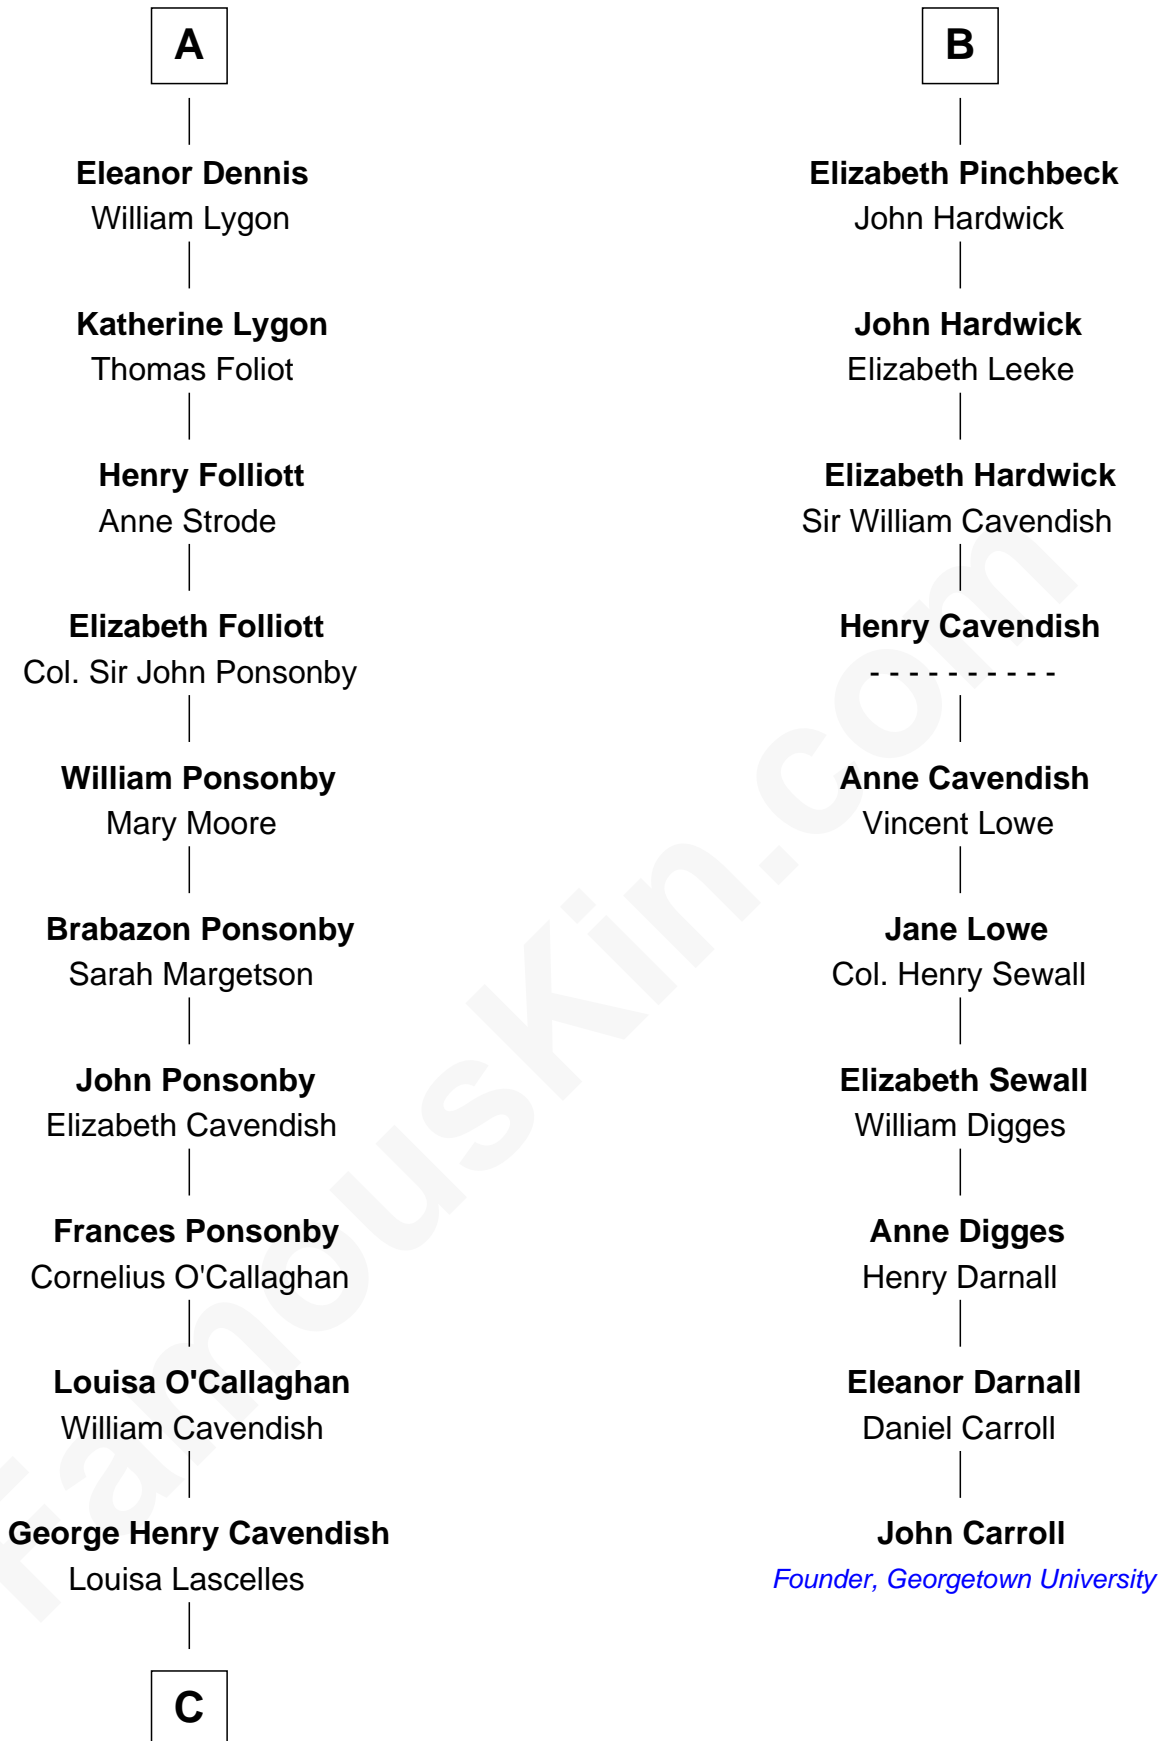 A
Eleanor Dennis
William Lygon
Katherine Lygon
Thomas Foliot
Henry Folliott
Anne Strode
Elizabeth Folliott
Col. Sir John Ponsonby
William Ponsonby
Mary Moore
Brabazon Ponsonby
Sarah Margetson
John Ponsonby
Elizabeth Cavendish
Frances Ponsonby
Cornelius O'Callaghan
Louisa O'Callaghan
William Cavendish
George Henry Cavendish
Louisa Lascelles
C
B
Elizabeth Pinchbeck
John Hardwick
John Hardwick
Elizabeth Leeke
Elizabeth Hardwick
Sir William Cavendish
Henry Cavendish
- - - - - - - - - -
Anne Cavendish
Vincent Lowe
Jane Lowe
Col. Henry Sewall
Elizabeth Sewall
William Digges
Anne Digges
Henry Darnall
Eleanor Darnall
Daniel Carroll
John Carroll
Founder, Georgetown University
FamousKin.com